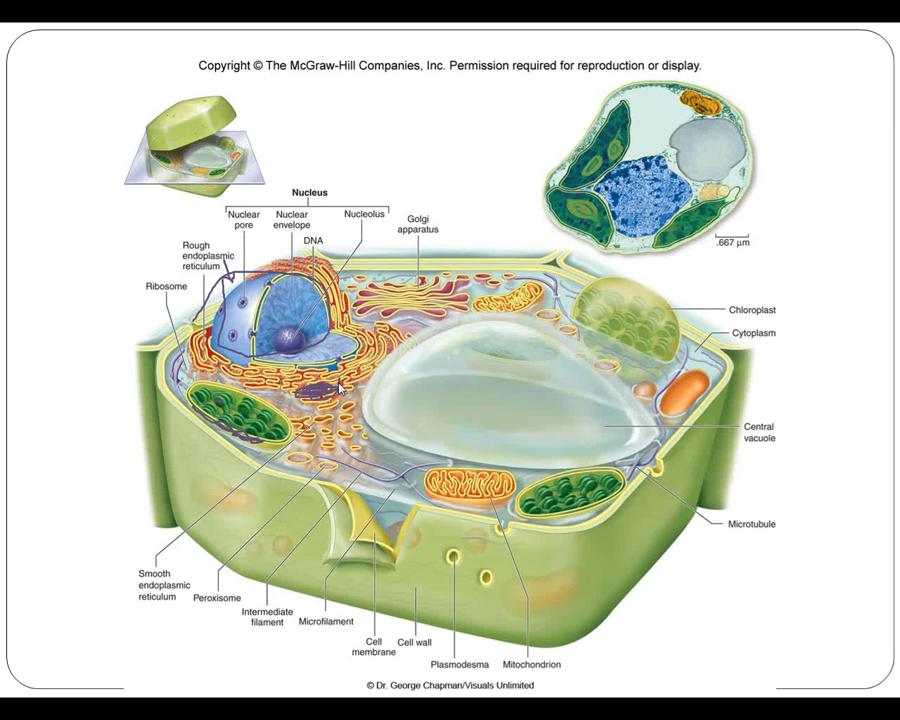 Copyright © The McGraw-Hill Companies, Inc. Permission required for reproduction or display.
Nucleus
Nuclear
pore
Nuclear
envelope
Nucleolus
DNA
Golgi
apparatus
Rough
endoplasmic
reticulum
Ribosome
.667 µm
Chloroplast
Cytoplasm
Central
vacuole
Microtubule
Smooth
endoplasmic
reticulum
Peroxisome
Intermediate
filament
Microfilament
Cell
membrane
Cell wall
Plasmodesma
Mitochondrion
© Dr. George Chapman/Visuals Unlimited